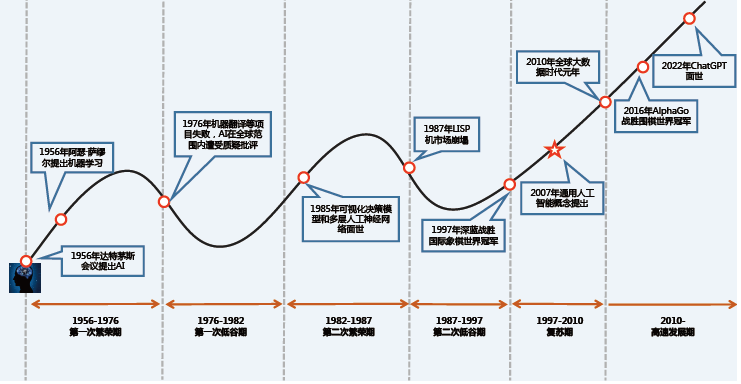 1956年阿瑟·萨缪
尔提出机器学习
1956年达特茅斯
会议提出AI
1976年机器翻译等项
目失败，AI在全球范
围内遭受质疑批评
1985年可视化决策模
型和多层人工神经网
络面世
1987年LISP
机市场崩塌
1997年深蓝战胜
国际象棋世界冠军
2007年通用人工
智能概念提出
2010年全球大数
据时代元年
2016年AlphaGo
战胜围棋世界冠军
2022年ChatGPT
面世
1956-1976
第一次繁荣期
1976-1982
第一次低谷期
1982-1987
第二次繁荣期
1987-1997
第二次低谷期
1997-2010
复苏期
2010-
高速发展期